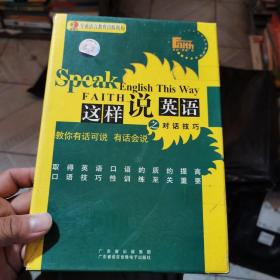 Faith
Speak
English This Way
FAITH
这样说英语
之对话技巧
教你有话可说 有话会说
取得英语口语的质的提高
口语技巧性训练至关重要
广东省出版集团
广东省语言音像电子出版社